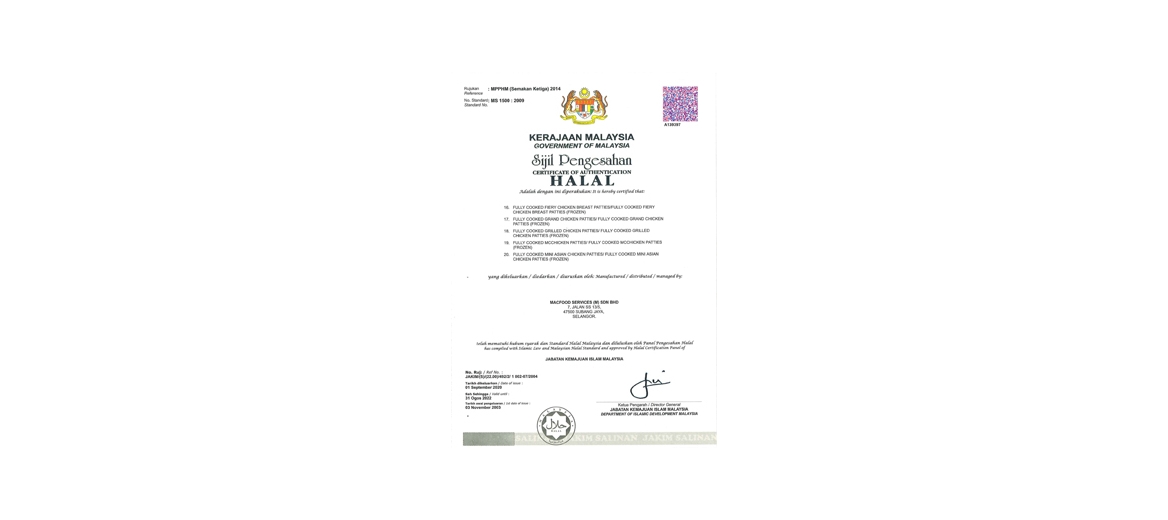 Rujukan : MPPHM (Semakan Ketiga) 2014
Reference
No. Standard : MS 1500 : 2009
Standard No.
A138397
KERAJAAN MALAYSIA
GOVERNMENT OF MALAYSIA
Sijil Pengesahan
CERTIFICATE OF AUTHENTICATION
HALAL
Adalah dengan ini diperakukan: It is hereby certified that:
16. FULLY COOKED FIERY CHICKEN BREAST PATTIES/FULLY COOKED FIERY
CHICKEN BREAST PATTIES (FROZEN)
17. FULLY COOKED GRAND CHICKEN PATTIES/ FULLY COOKED GRAND CHICKEN
PATTIES (FROZEN)
18. FULLY COOKED GRILLED CHICKEN PATTIES/ FULLY COOKED GRILLED
CHICKEN PATTIES (FROZEN)
19. FULLY COOKED MCCHICKEN PATTIES/ FULLY COOKED MCCHICKEN PATTIES
(FROZEN)
20. FULLY COOKED MINI ASIAN CHICKEN PATTIES/ FULLY COOKED MINI ASIAN
CHICKEN PATTIES (FROZEN)
yang dikeluarkan / diedarkan / diuruskan oleh: Manufactured / distributed / managed by:
MACFOOD SERVICES (M) SDN BHD
7, JALAN SS 13/5,
47500 SUBANG JAYA,
SELANGOR.
telah mematuhi hukum syarak dan Standard Halal Malaysia dan diluluskan oleh Panel Pengesahan Halal
has complied with Islamic Law and Malaysian Halal Standard and approved by Halal Certification Panel of
JABATAN KEMAJUAN ISLAM MALAYSIA
No. Ruj. / Ref No. :
JAKIM/(S)/(22.00)/492/2/ 1 002-07/2004
Tarikh dikeluarkan / Date of Issue :
01 September 2020
Sah Sehingga / Valid until :
31 Ogos 2022
Tarikh awal pengeluaran / 1st date of issue :
03 November 2003
Ketua Pengarah / Director General
JABATAN KEMAJUAN ISLAM MALAYSIA
DEPARTMENT OF ISLAMIC DEVELOPMENT MALAYSIA
حلال
JAKIM SALINAN JAKIM SALINAN